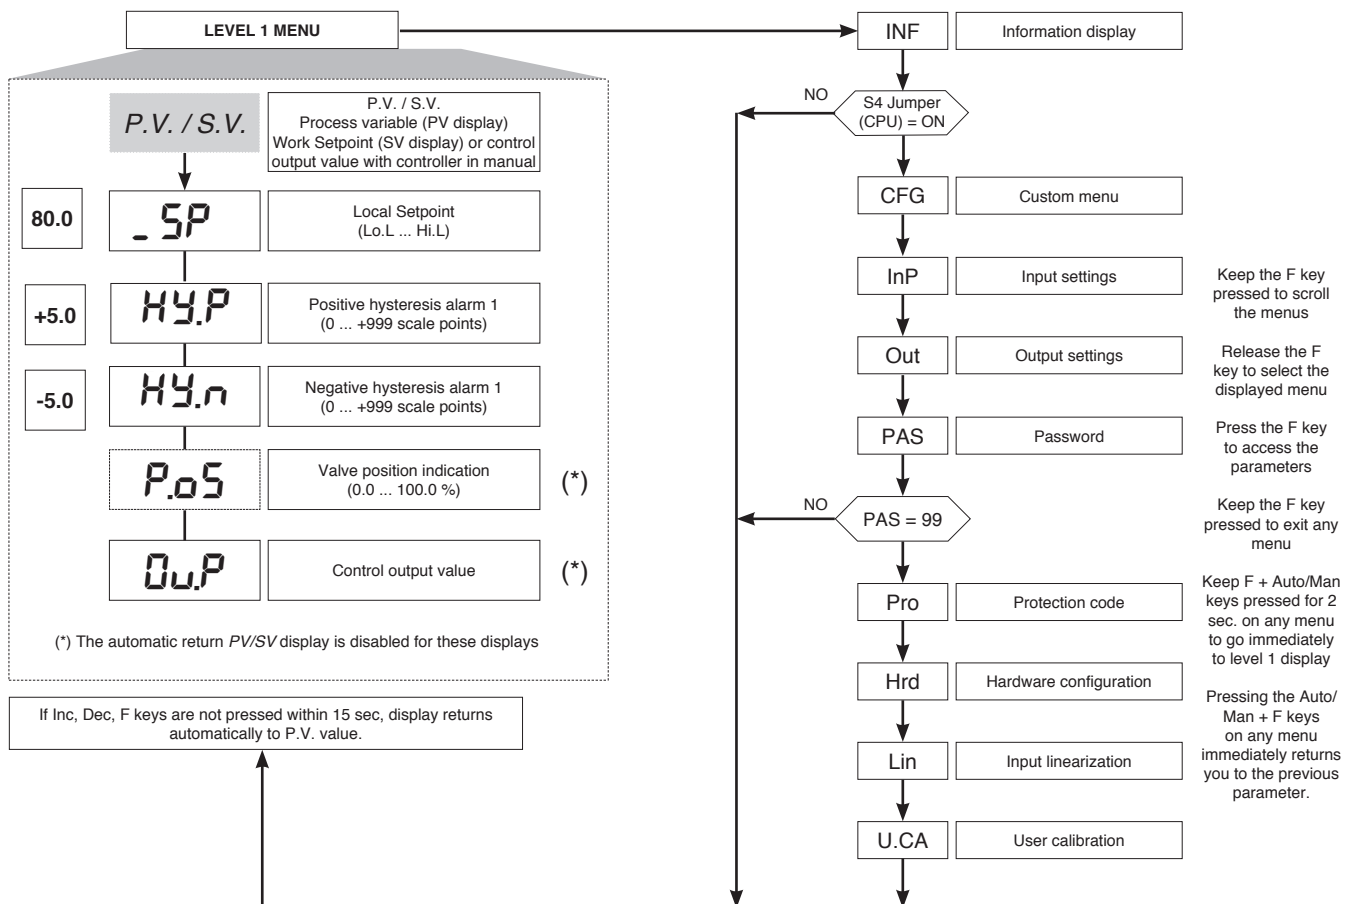 LEVEL 1 MENU
P.V. / S.V.
P.V. / S.V.
Process variable (PV display)
Work Setpoint (SV display) or control
output value with controller in manual
80.0
_ SP
Local Setpoint
(Lo.L ... Hi.L)
+5.0
HY.P
Positive hysteresis alarm 1
(0 ... +999 scale points)
-5.0
HY.n
Negative hysteresis alarm 1
(0 ... +999 scale points)
P.oS
Valve position indication
(0.0 ... 100.0 %)
(*)
Ou.P
Control output value
(*)
(*) The automatic return PV/SV display is disabled for these displays
If Inc, Dec, F keys are not pressed within 15 sec, display returns
automatically to P.V. value.
INF
Information display
NO
S4 Jumper
(CPU) = ON
CFG
Custom menu
InP
Input settings
Out
Output settings
PAS
Password
NO
PAS = 99
Pro
Protection code
Hrd
Hardware configuration
Lin
Input linearization
U.CA
User calibration
Keep the F key
pressed to scroll
the menus
Release the F
key to select the
displayed menu
Press the F key
to access the
parameters
Keep the F key
pressed to exit any
menu
Keep F + Auto/Man
keys pressed for 2
sec. on any menu
to go immediately
to level 1 display
Pressing the Auto/
Man + F keys
on any menu
immediately returns
you to the previous
parameter.